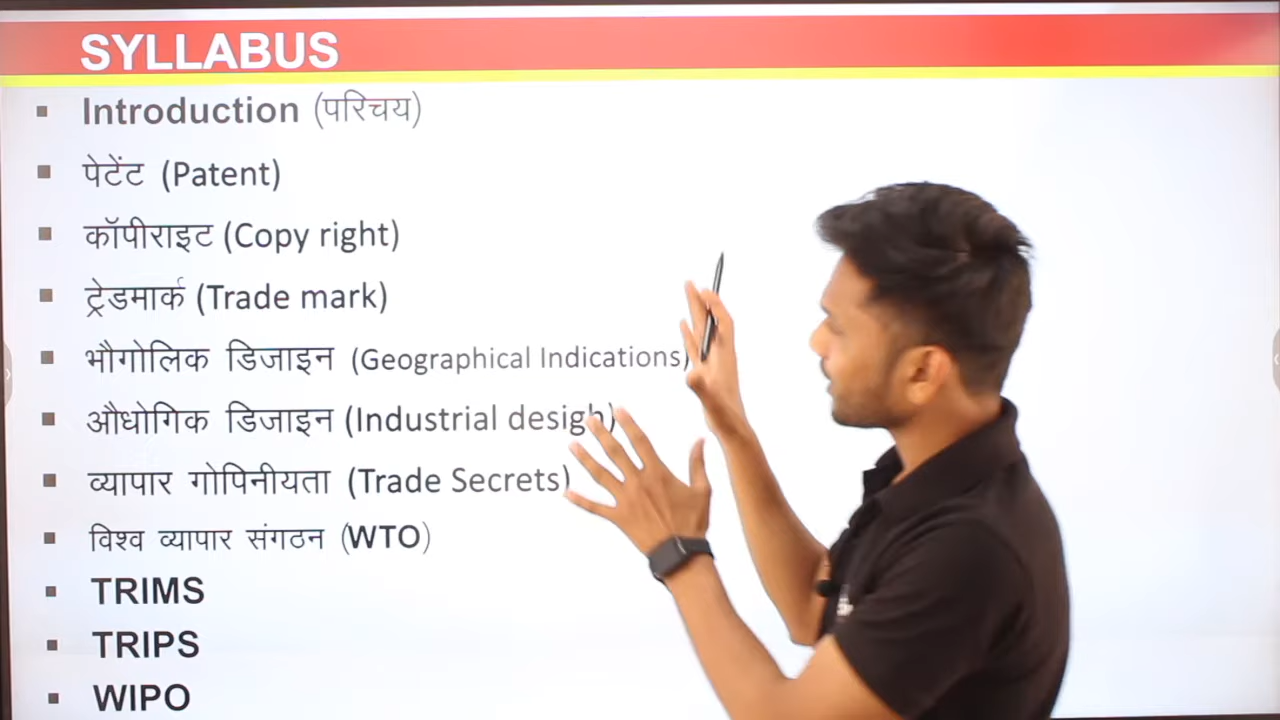 SYLLABUS
▪ Introduction (परिचय)
▪ पेटेंट (Patent)
▪ कॉपीराइट (Copy right)
▪ ट्रेडमार्क (Trade mark)
▪ भौगोलिक डिजाइन (Geographical Indications)
▪ औधोगिक डिजाइन (Industrial desigh)
▪ व्यापार गोपिनीयता (Trade Secrets)
▪ विश्व व्यापार संगठन (WTO)
▪ TRIMS
▪ TRIPS
▪ WIPO